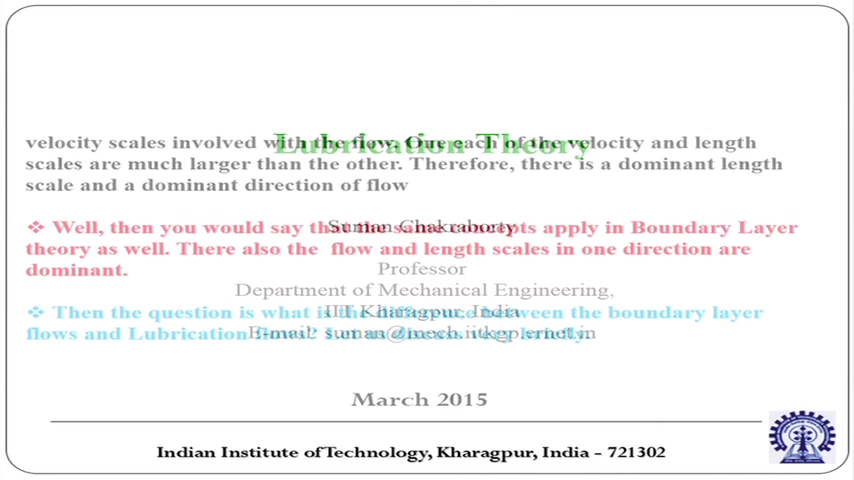 Lubrication Theory
velocity scales involved with the flow. One each of the velocity and length
scales are much larger than the other. Therefore, there is a dominant length
scale and a dominant direction of flow
Suman Chakraborty
❖ Well, then you would say that the same concepts apply in Boundary Layer
theory as well. There also the flow and length scales in one direction are
dominant.
Professor
Department of Mechanical Engineering,
❖ Then the question is what is the difference between the boundary layer
flows and Lubrication
IIT Kharagpur, India
E-mail: suman@mech.iitkgp.ernet.in
March 2015
Indian Institute of Technology, Kharagpur, India - 721302